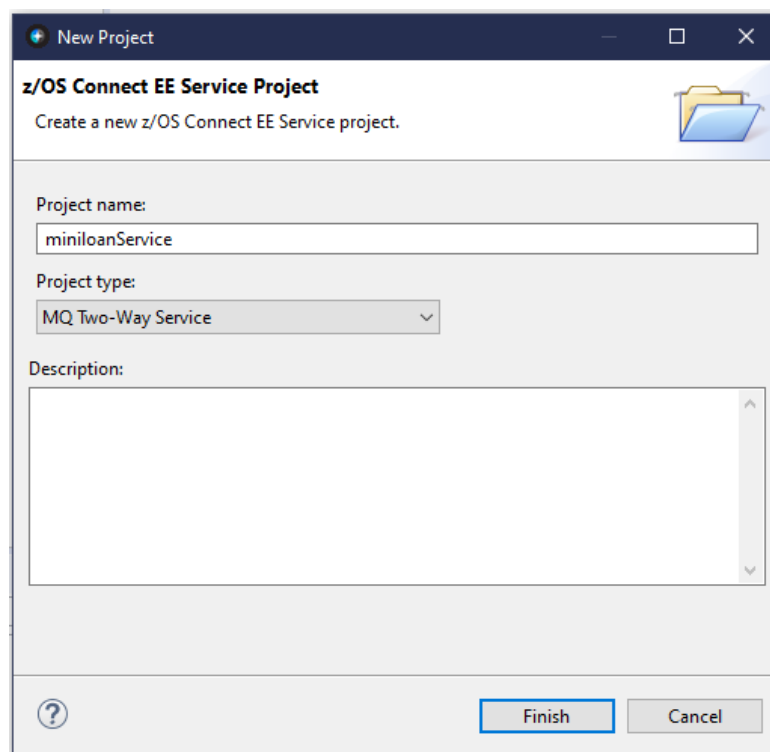 New Project
z/OS Connect EE Service Project
Create a new z/OS Connect EE Service project.
Project name:
miniloanService
Project type:
MQ Two-Way Service
Description:
?
Finish
Cancel